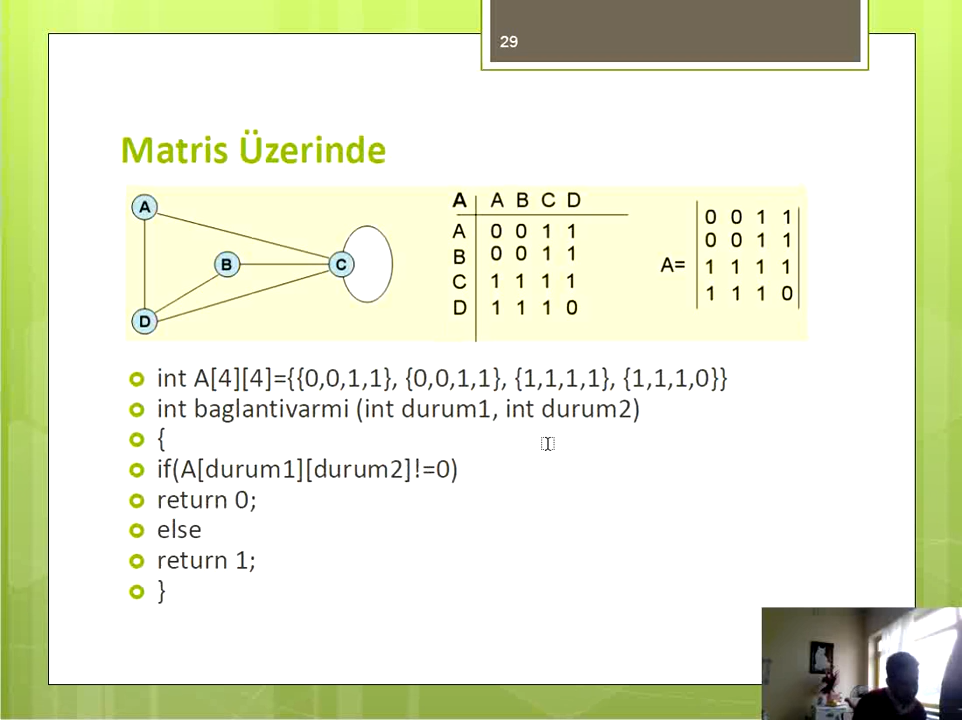 29
Matris Üzerinde
A
B
C
D
A A B C D
A 0 0 1 1
B 0 0 1 1
C 1 1 1 1
D 1 1 1 0
A=
0 0 1 1
0 0 1 1
1 1 1 1
1 1 1 0
int A[4][4]={{0,0,1,1}, {0,0,1,1}, {1,1,1,1}, {1,1,1,0}}
int baglantivarmi (int durum1, int durum2)
{
if(A[durum1][durum2]!=0)
return 0;
else
return 1;
}